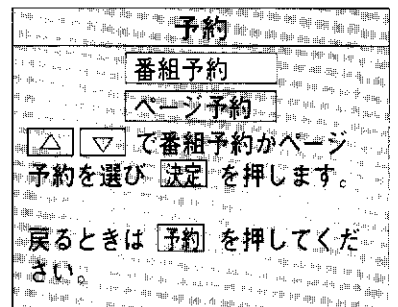 予約
番組予約
ページ予約
△ ▽ で番組予約かページ
予約を選び 決定 を押します。
戻るときは 予約 を押してくだ
さい。